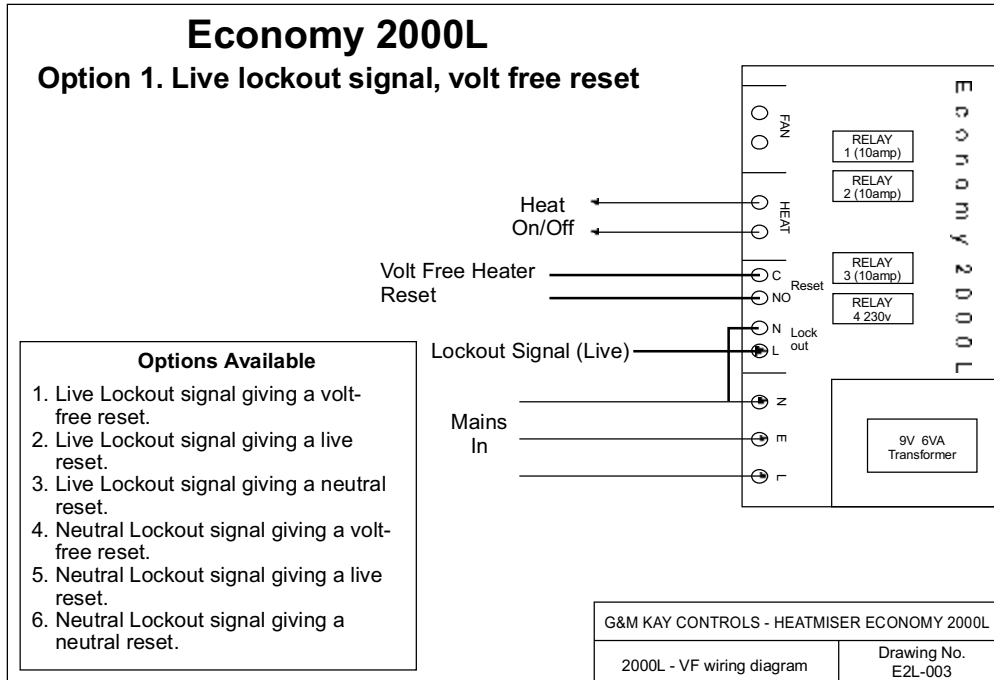 Economy 2000L
Option 1. Live lockout signal, volt free reset
Economy 2000L
FAN
RELAY
1 (10amp)
RELAY
2 (10amp)
Heat
On/Off
HEAT
Volt Free Heater
Reset
C
NO
Reset
RELAY
3 (10amp)
RELAY
4 230v
Lockout Signal (Live)
N
L
Lock
out
Mains
In
N
E
L
9V 6VA
Transformer
Options Available
1. Live Lockout signal giving a volt-
free reset.
2. Live Lockout signal giving a live
reset.
3. Live Lockout signal giving a neutral
reset.
4. Neutral Lockout signal giving a volt-
free reset.
5. Neutral Lockout signal giving a live
reset.
6. Neutral Lockout signal giving a
neutral reset.
G&M KAY CONTROLS - HEATMISER ECONOMY 2000L
2000L - VF wiring diagram
Drawing No.
E2L-003